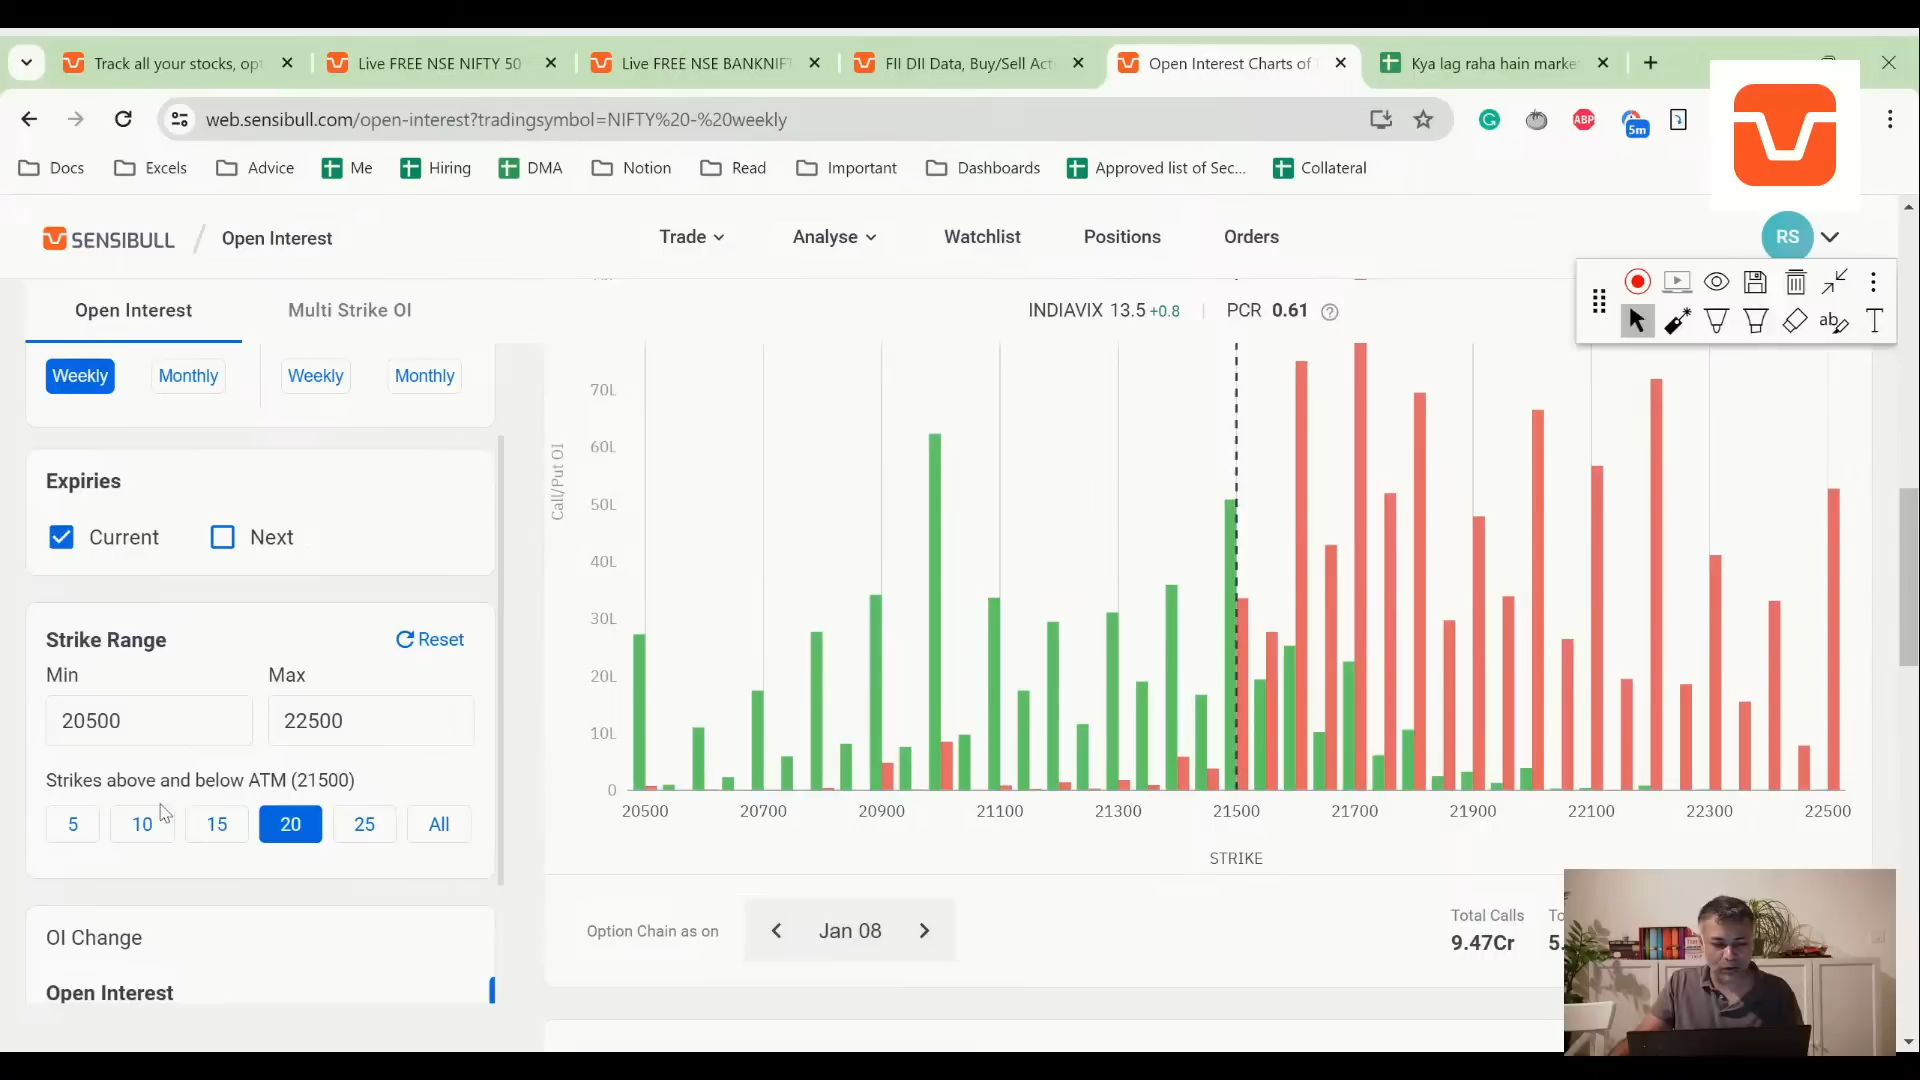 Track all your stocks, opt
Live FREE NSE NIFTY 50
Live FREE NSE BANKNIFT
FII DII Data, Buy/Sell Act
Open Interest Charts of
Kya lag raha hain marke
web.sensibull.com/open-interest?tradingsymbol=NIFTY%20-%20weekly
ABP
5m
Docs
Excels
Advice
Me
Hiring
DMA
Notion
Read
Important
Dashboards
Approved list of Sec...
Collateral
SENSIBULL / Open Interest
Trade
Analyse
Watchlist
Positions
Orders
RS
Open Interest
Multi Strike OI
INDIAVIX 13.5 +0.8
PCR 0.61 ?
Weekly
Monthly
Weekly
Monthly
Expiries
Current
Next
Strike Range
Reset
Min
Max
20500
22500
Strikes above and below ATM (21500)
5
10
15
20
25
All
OI Change
Open Interest
Call/Put OI
70L
60L
50L
40L
30L
20L
10L
0
20500
20700
20900
21100
21300
21500
21700
21900
22100
22300
22500
STRIKE
Option Chain as on
Jan 08
Total Calls
9.47Cr
To
5.